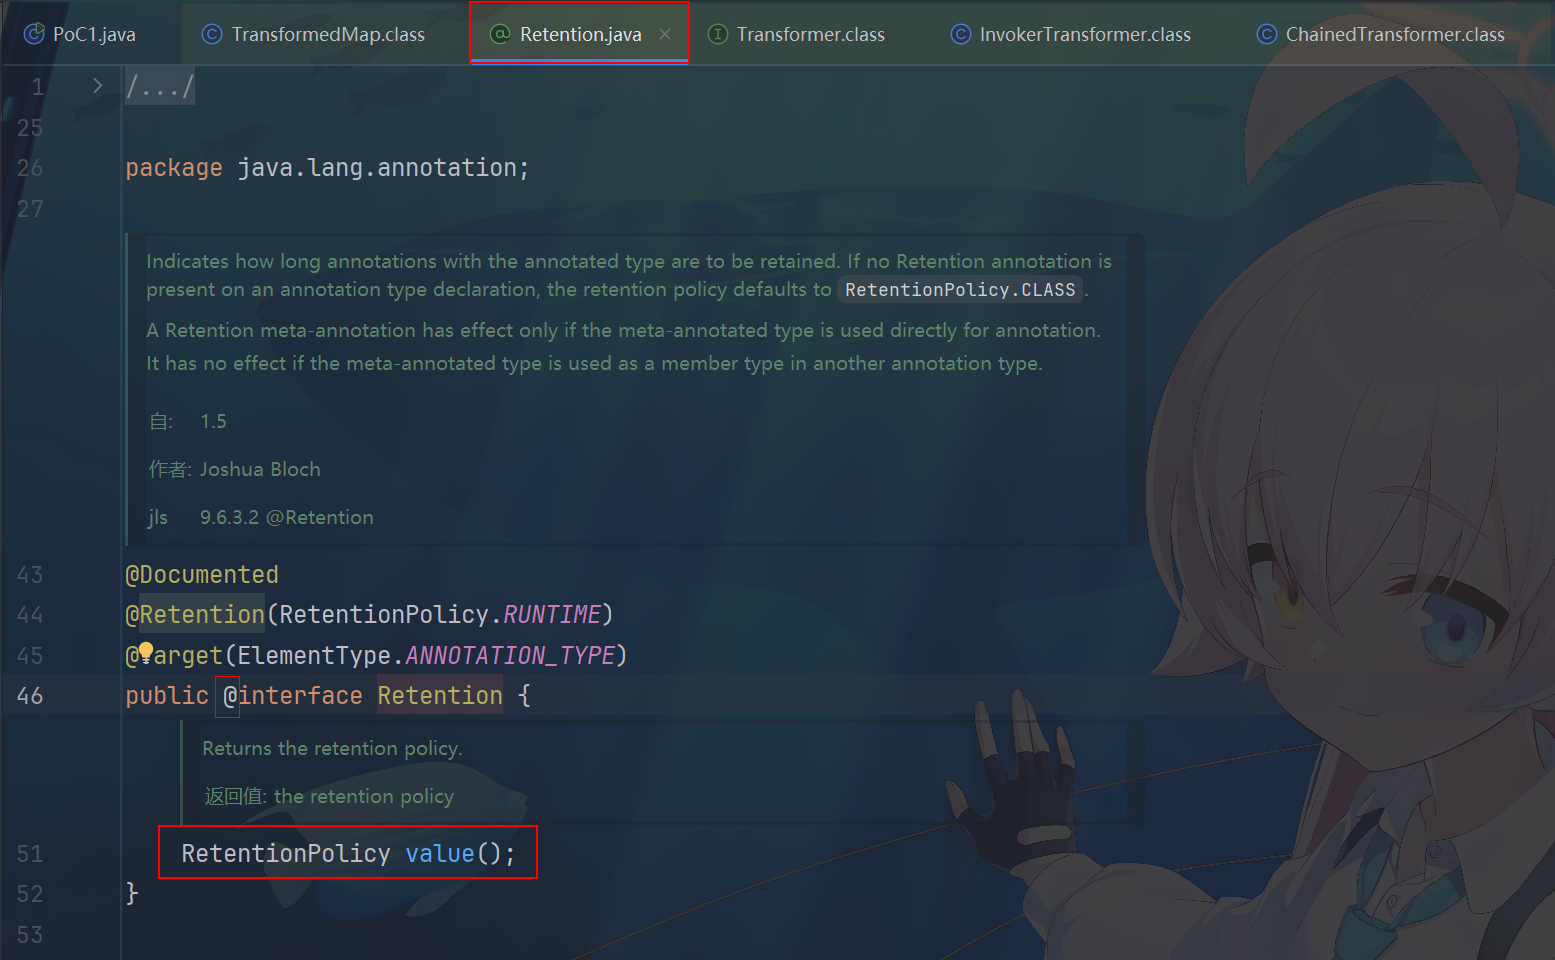 PoC1.java TransformedMap.class Retention.java Transformer.class InvokerTransformer.class ChainedTransformer.class
1 /.../
25
26 package java.lang.annotation;
27
Indicates how long annotations with the annotated type are to be retained. If no Retention annotation is
present on an annotation type declaration, the retention policy defaults to RetentionPolicy.CLASS.
A Retention meta-annotation has effect only if the meta-annotated type is used directly for annotation.
It has no effect if the meta-annotated type is used as a member type in another annotation type.
自: 1.5
作者: Joshua Bloch
jls 9.6.3.2 @Retention
43 @Documented
44 @Retention(RetentionPolicy.RUNTIME)
45 @Target(ElementType.ANNOTATION_TYPE)
46 public @interface Retention {
Returns the retention policy.
返回值: the retention policy
51 RetentionPolicy value();
52 }
53